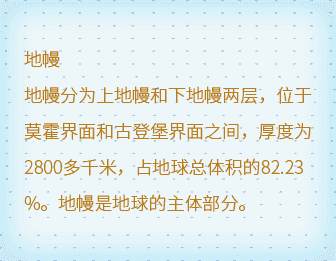 地幔
地幔分为上地幔和下地幔两层，位于
莫霍界面和古登堡界面之间，厚度为
2800多千米，占地球总体积的82.23
%。地幔是地球的主体部分。